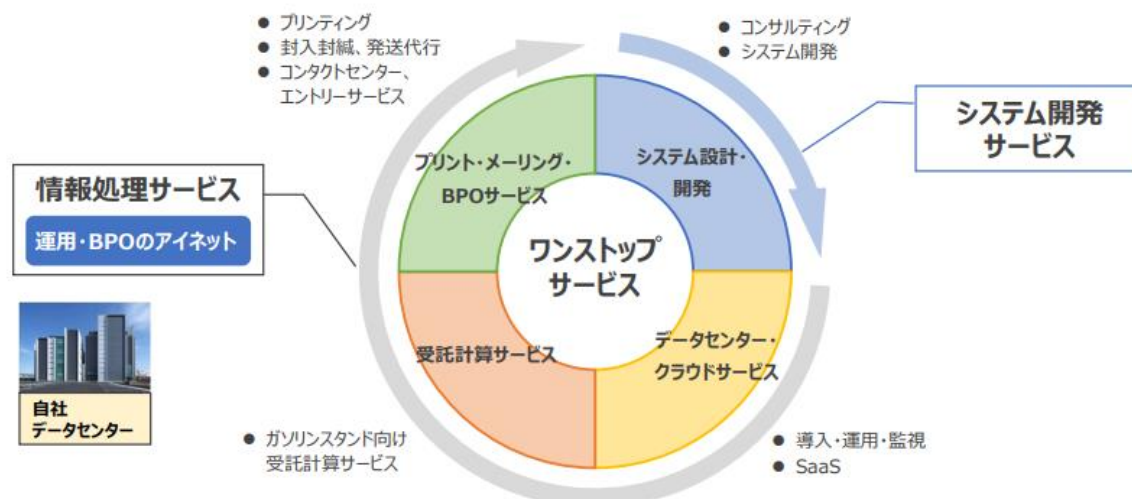 ● プリンティング
● 封入封緘、発送代行
● コンタクトセンター、
エントリーサービス
● コンサルティング
● システム開発
システム開発
サービス
情報処理サービス
運用・BPOのアイネット
プリント・メーリング・
BPOサービス
システム設計・
開発
ワンストップ
サービス
受託計算サービス
データセンター・
クラウドサービス
自社
データセンター
● ガソリンスタンド向け
受託計算サービス
● 導入・運用・監視
● SaaS